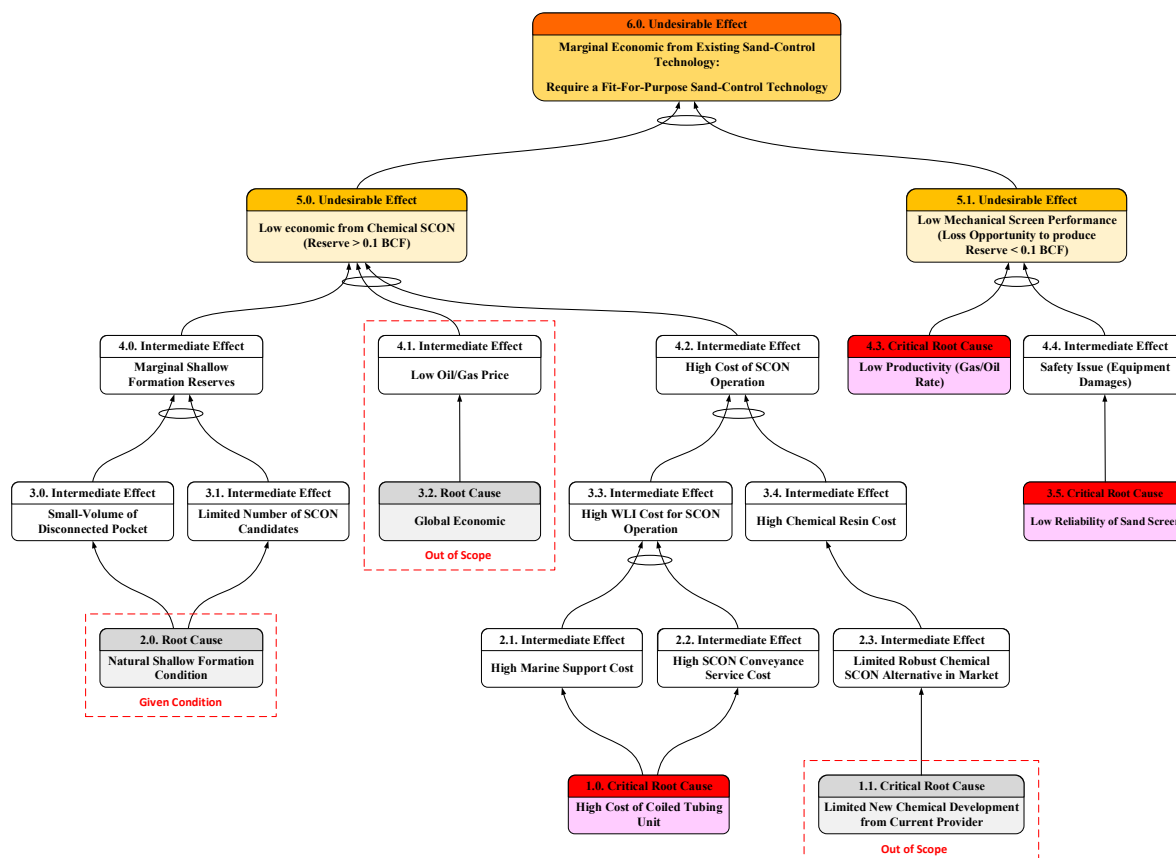 6.0. Undesirable Effect
Marginal Economic from Existing Sand-Control
Technology:
Require a Fit-For-Purpose Sand-Control Technology
5.0. Undesirable Effect
Low economic from Chemical SCON
(Reserve > 0.1 BCF)
5.1. Undesirable Effect
Low Mechanical Screen Performance
(Loss Opportunity to produce
Reserve < 0.1 BCF)
4.0. Intermediate Effect
Marginal Shallow
Formation Reserves
4.1. Intermediate Effect
Low Oil/Gas Price
4.2. Intermediate Effect
High Cost of SCON
Operation
4.3. Critical Root Cause
Low Productivity (Gas/Oil
Rate)
4.4. Intermediate Effect
Safety Issue (Equipment
Damages)
3.0. Intermediate Effect
Small-Volume of
Disconnected Pocket
3.1. Intermediate Effect
Limited Number of SCON
Candidates
3.2. Root Cause
Global Economic
Out of Scope
3.3. Intermediate Effect
High WLI Cost for SCON
Operation
3.4. Intermediate Effect
High Chemical Resin Cost
3.5. Critical Root Cause
Low Reliability of Sand Screen
2.0. Root Cause
Natural Shallow Formation
Condition
Given Condition
2.1. Intermediate Effect
High Marine Support Cost
2.2. Intermediate Effect
High SCON Conveyance
Service Cost
2.3. Intermediate Effect
Limited Robust Chemical
SCON Alternative in Market
1.0. Critical Root Cause
High Cost of Coiled Tubing
Unit
1.1. Critical Root Cause
Limited New Chemical Development
from Current Provider
Out of Scope